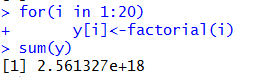 > for(i in 1:20)
+       y[i]<-factorial(i)
> sum(y)
[1] 2.561327e+18